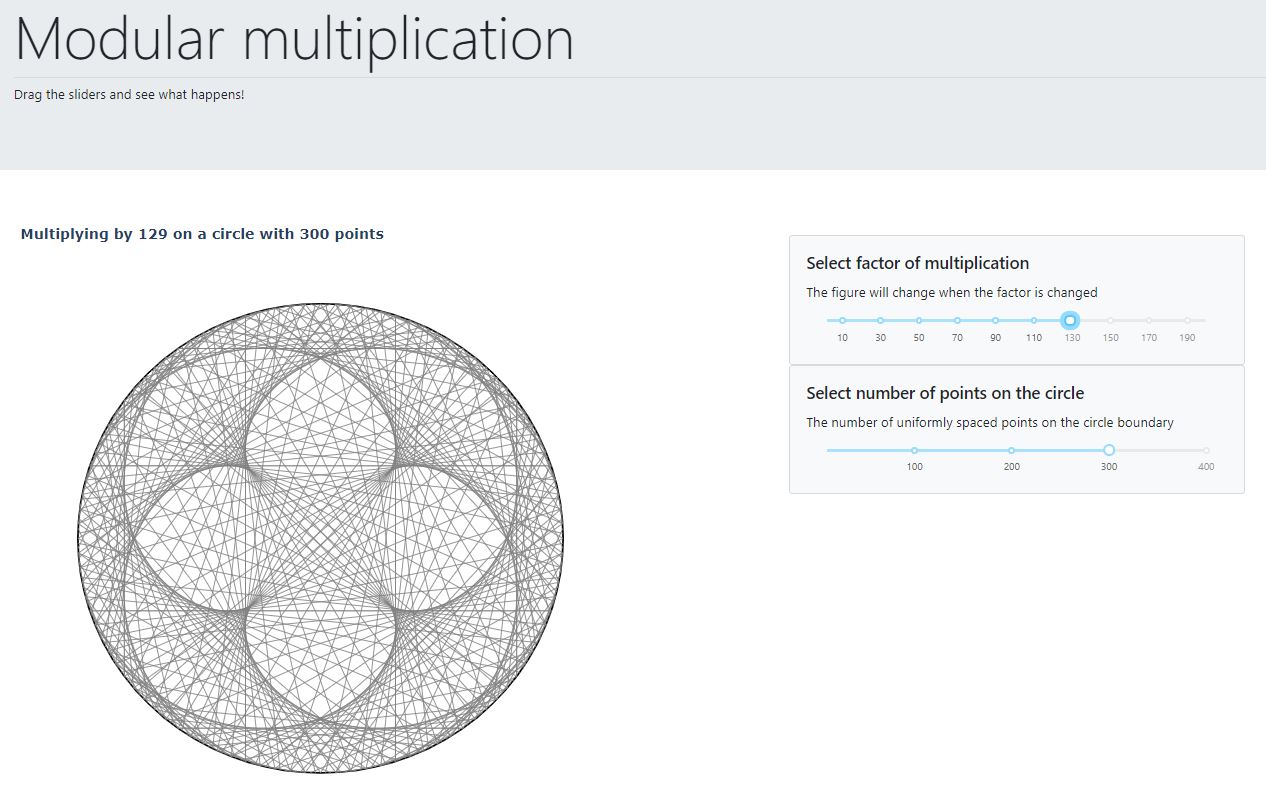 Modular multiplication
Drag the sliders and see what happens!
Multiplying by 129 on a circle with 300 points
Select factor of multiplication
The figure will change when the factor is changed
10 30 50 70 90 110 130 150 170 190
Select number of points on the circle
The number of uniformly spaced points on the circle boundary
100 200 300 400